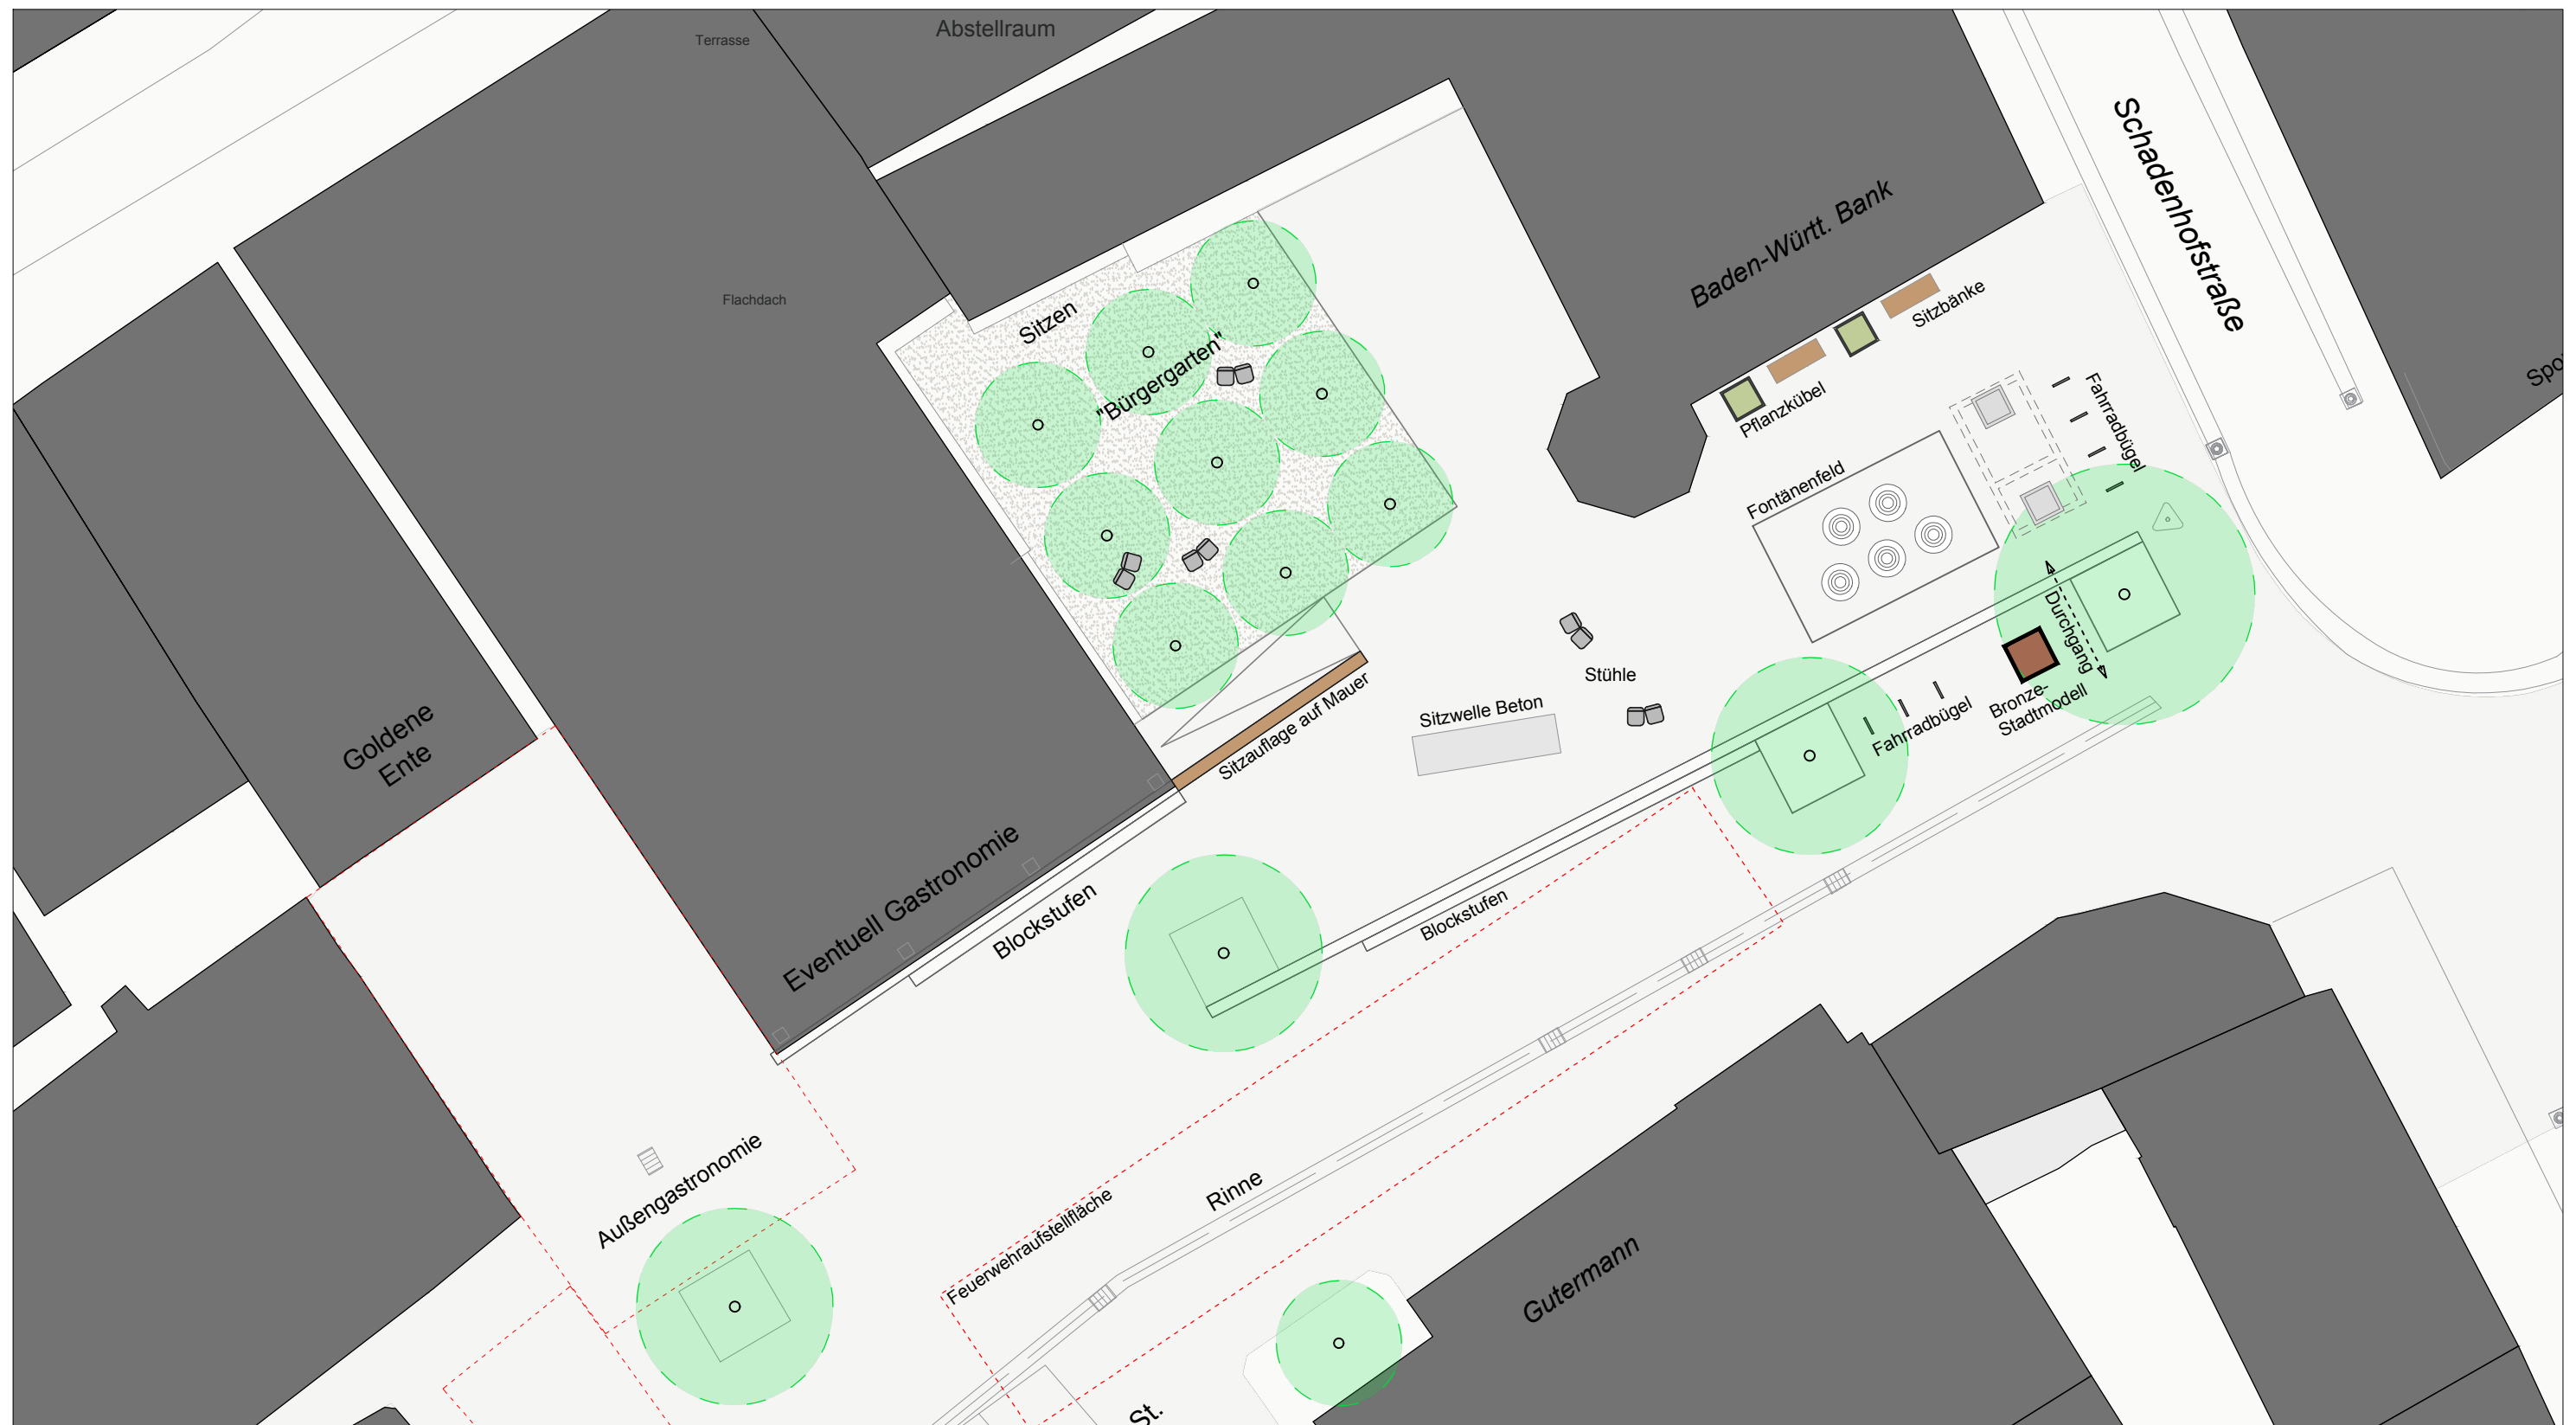 Abstellraum
Terrasse
Flachdach
Schadenhofstraße
Baden-Württ. Bank
Sitzbänke
Pflanzkübel
Sitzen
"Bürgergarten"
Fahrradbügel
Fontänenfeld
Durchgang
Stühle
Sitzwelle Beton
Sitzauflage auf Mauer
Bronze-
Stadtmodell
Fahrradbügel
Goldene
Ente
Eventuell Gastronomie
Blockstufen
Blockstufen
Außengastronomie
Feuerwehraufstellfläche
Rinne
Gutermann
St.